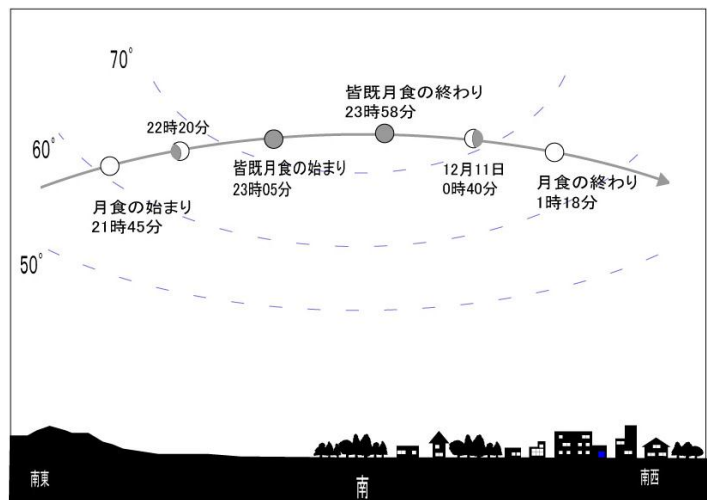 70°
皆既月食の終わり
23時58分
22時20分
60°
皆既月食の始まり
23時05分
12月11日
0時40分
月食の終わり
1時18分
月食の始まり
21時45分
50°
南東
南
南西